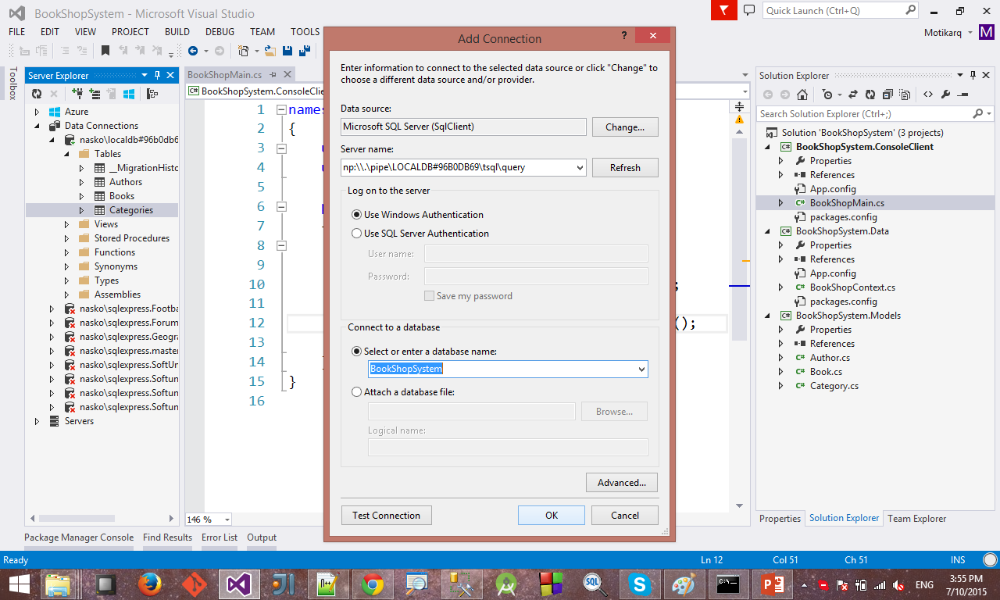 BookShopSystem - Microsoft Visual Studio
Quick Launch (Ctrl+Q)
FILE EDIT VIEW PROJECT BUILD DEBUG TEAM TOOLS
Motikarq M
Toolbox
Server Explorer
Azure
Data Connections
nasko\localdb#96b0db6
Tables
__MigrationHisto
Authors
Books
Categories
Views
Stored Procedures
Functions
Synonyms
Types
Assemblies
nasko\sqlexpress.Footba
nasko\sqlexpress.Forum
nasko\sqlexpress.Geogra
nasko\sqlexpress.master
nasko\sqlexpress.SoftUn
nasko\sqlexpress.Softun
nasko\sqlexpress.Softun
nasko\sqlexpress.Softun
Servers
BookShopMain.cs
BookShopSystem.ConsoleClie
1 names
2 {
3 u
4 u
5
6
7
8
9
10 ;
11
12 ();
13
14
15 }
16
146 %
Add Connection
?
Enter information to connect to the selected data source or click "Change" to
choose a different data source and/or provider.
Data source:
Microsoft SQL Server (SqlClient)
Change...
Server name:
np:\\.\pipe\LOCALDB#96B0DB69\tsql\query
Refresh
Log on to the server
Use Windows Authentication
Use SQL Server Authentication
User name:
Password:
Save my password
Connect to a database
Select or enter a database name:
BookShopSystem
Attach a database file:
Browse...
Logical name:
Advanced...
Test Connection
OK
Cancel
Solution Explorer
Search Solution Explorer (Ctrl+;)
Solution 'BookShopSystem' (3 projects)
BookShopSystem.ConsoleClient
Properties
References
App.config
BookShopMain.cs
packages.config
BookShopSystem.Data
Properties
References
App.config
BookShopContext.cs
packages.config
BookShopSystem.Models
Properties
References
Author.cs
Book.cs
Category.cs
Properties Solution Explorer Team Explorer
Package Manager Console Find Results Error List Output
Ready
Ln 12 Col 51 Ch 51 INS
SQL
ENG
3:55 PM
7/10/2015